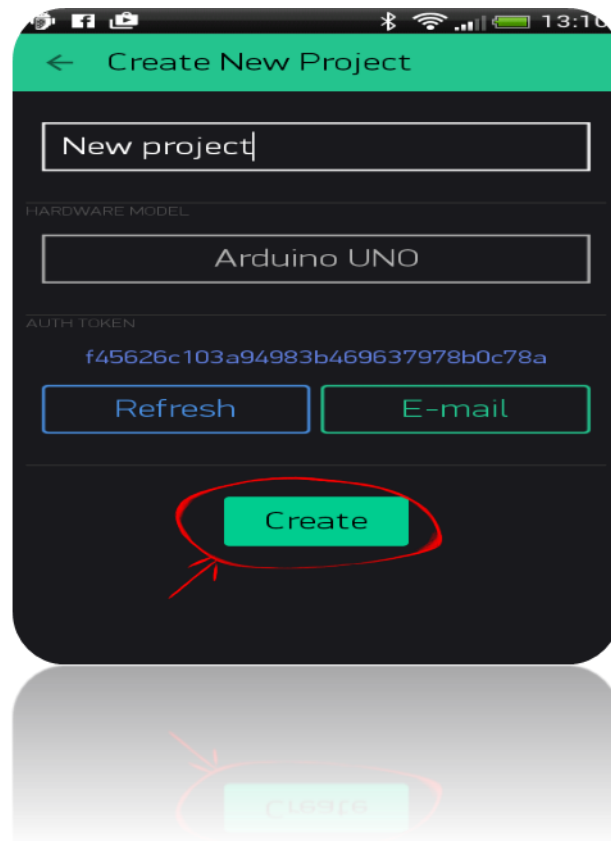 13:10
Create New Project
New project
HARDWARE MODEL
Arduino UNO
AUTH TOKEN
f45626c103a94983b469637978b0c78a
Refresh E-mail
Create